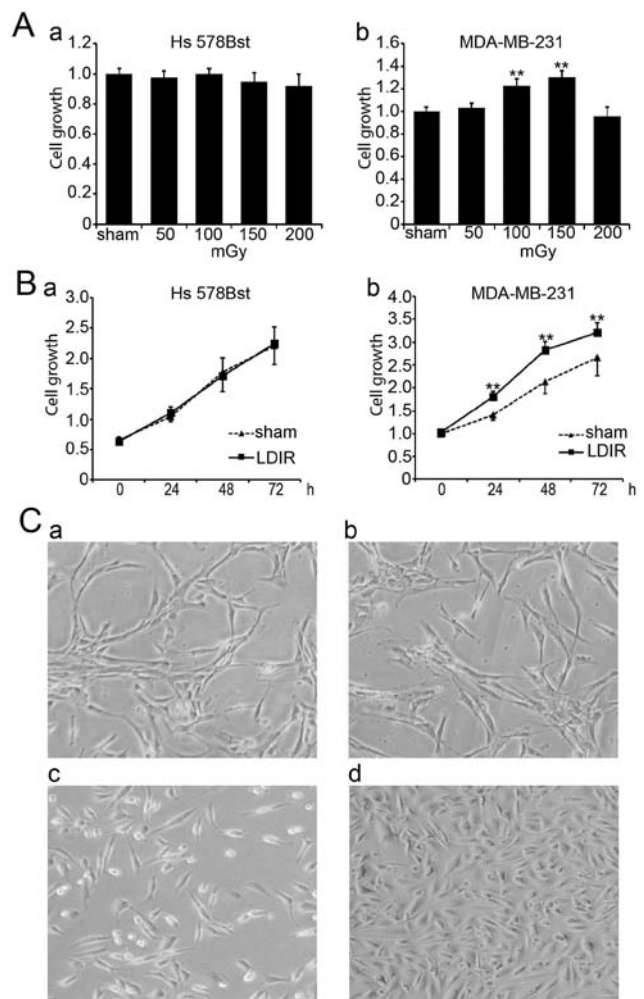 A
a
Hs 578Bst
Cell growth
1.2
1.0
0.8
0.6
0.4
0.2
0
sham 50 100 150 200
mGy
b
MDA-MB-231
Cell growth
1.6
1.4
1.2
1.0
0.8
0.6
0.4
0.2
0
** **
sham 50 100 150 200
mGy
B
a
Hs 578Bst
Cell growth
3.0
2.5
2.0
1.5
1.0
0.5
0
sham
LDIR
0 24 48 72 h
b
MDA-MB-231
Cell growth
4.0
3.5
3.0
2.5
2.0
1.5
1.0
0.5
0
** ** **
sham
LDIR
0 24 48 72 h
C
a
b
c
d